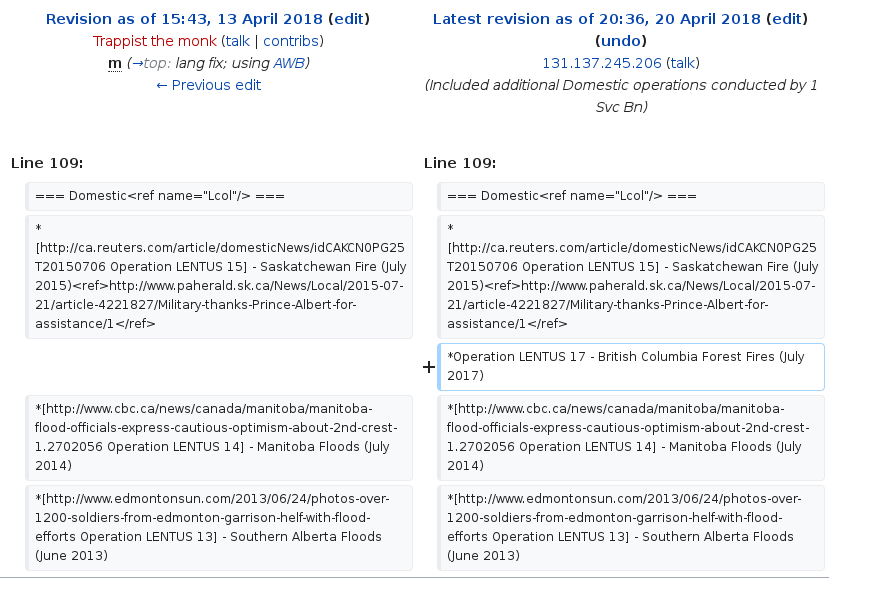 Revision as of 15:43, 13 April 2018 (edit)
Trappist the monk (talk | contribs)
m (→top: lang fix; using AWB)
← Previous edit
Latest revision as of 20:36, 20 April 2018 (edit)
(undo)
131.137.245.206 (talk)
(Included additional Domestic operations conducted by 1
Svc Bn)
Line 109:
Line 109:
=== Domestic<ref name="Lcol"/> ===
=== Domestic<ref name="Lcol"/> ===
*
[http://ca.reuters.com/article/domesticNews/idCAKCN0PG25
T20150706 Operation LENTUS 15] - Saskatchewan Fire (July
2015)<ref>http://www.paherald.sk.ca/News/Local/2015-07-
21/article-4221827/Military-thanks-Prince-Albert-for-
assistance/1</ref>
*
[http://ca.reuters.com/article/domesticNews/idCAKCN0PG25
T20150706 Operation LENTUS 15] - Saskatchewan Fire (July
2015)<ref>http://www.paherald.sk.ca/News/Local/2015-07-
21/article-4221827/Military-thanks-Prince-Albert-for-
assistance/1</ref>
+
*Operation LENTUS 17 - British Columbia Forest Fires (July
2017)
*[http://www.cbc.ca/news/canada/manitoba/manitoba-
flood-officials-express-cautious-optimism-about-2nd-crest-
1.2702056 Operation LENTUS 14] - Manitoba Floods (July
2014)
*[http://www.cbc.ca/news/canada/manitoba/manitoba-
flood-officials-express-cautious-optimism-about-2nd-crest-
1.2702056 Operation LENTUS 14] - Manitoba Floods (July
2014)
*[http://www.edmontonsun.com/2013/06/24/photos-over-
1200-soldiers-from-edmonton-garrison-helf-with-flood-
efforts Operation LENTUS 13] - Southern Alberta Floods
(June 2013)
*[http://www.edmontonsun.com/2013/06/24/photos-over-
1200-soldiers-from-edmonton-garrison-helf-with-flood-
efforts Operation LENTUS 13] - Southern Alberta Floods
(June 2013)